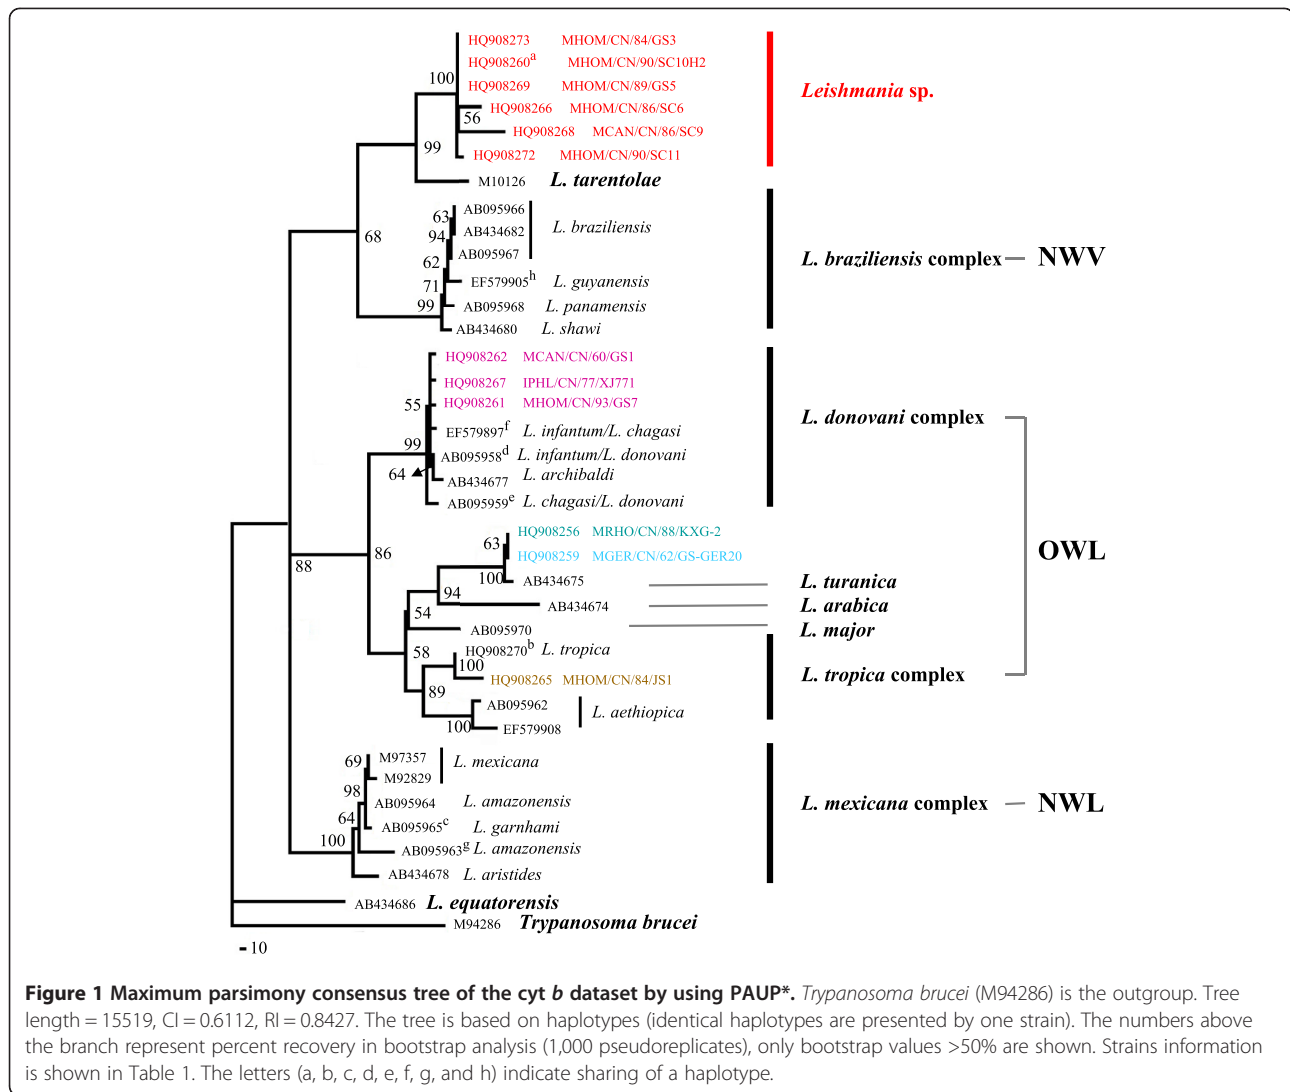 HQ908273 MHOM/CN/84/GS3
HQ908260a MHOM/CN/90/SC10H2
100
HQ908269 MHOM/CN/89/GS5
Leishmania sp.
HQ908266 MHOM/CN/86/SC6
56
HQ908268 MCAN/CN/86/SC9
99
HQ908272 MHOM/CN/90/SC11
M10126 L. tarentolae
AB095966
63
AB434682 L. braziliensis
94
68
AB095967
L. braziliensis complex NWV
62
EF579905h L. guyanensis
71
99
AB095968 L. panamensis
AB434680 L. shawi
HQ908262 MCAN/CN/60/GS1
HQ908267 IPHL/CN/77/XJ771
55
HQ908261 MHOM/CN/93/GS7
L. donovani complex
EF579897f L. infantum/L. chagasi
99
AB095958d L. infantum/L. donovani
64
AB434677 L. archibaldi
AB095959e L. chagasi/L. donovani
HQ908256 MRHO/CN/88/KXG-2
63
HQ908259 MGER/CN/62/GS-GER20
OWL
86
88
100
AB434675 L. turanica
94
AB434674 L. arabica
54
AB095970 L. major
HQ908270b L. tropica
58
100
HQ908265 MHOM/CN/84/JS1
L. tropica complex
89
AB095962 L. aethiopica
100
EF579908
M97357 L. mexicana
69
M92829
98
AB095964 L. amazonensis
L. mexicana complex NWL
64
AB095965c L. garnhami
100
AB095963g L. amazonensis
AB434678 L. aristides
AB434686 L. equatorensis
M94286 Trypanosoma brucei
10
Figure 1 Maximum parsimony consensus tree of the cyt b dataset by using PAUP*. Trypanosoma brucei (M94286) is the outgroup. Tree
length = 15519, CI = 0.6112, RI = 0.8427. The tree is based on haplotypes (identical haplotypes are presented by one strain). The numbers above
the branch represent percent recovery in bootstrap analysis (1,000 pseudoreplicates), only bootstrap values >50% are shown. Strains information
is shown in Table 1. The letters (a, b, c, d, e, f, g, and h) indicate sharing of a haplotype.